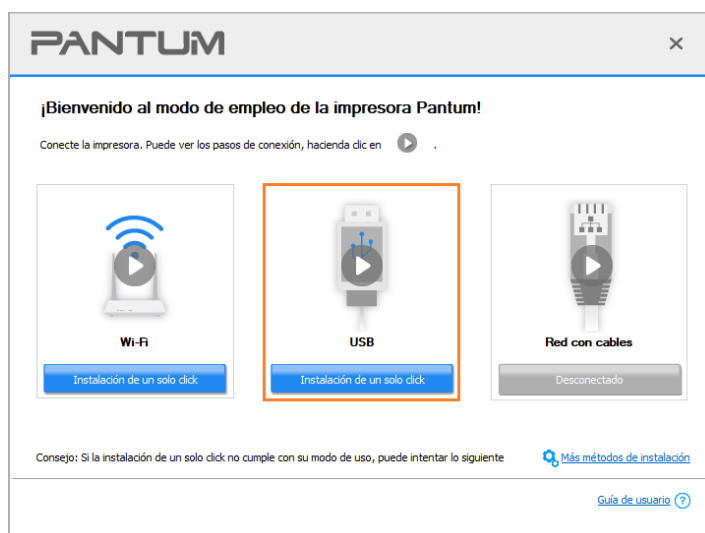 PANTUM
¡Bienvenido al modo de empleo de la impresora Pantum!
Conecte la impresora. Puede ver los pasos de conexión, hacienda clic en .
Wi-Fi
USB
Red con cables
Instalación de un solo click
Instalación de un solo click
Desconectado
Consejo: Si la instalación de un solo click no cumple con su modo de uso, puede intentar lo siguiente
Más métodos de instalación
Guía de usuario ?